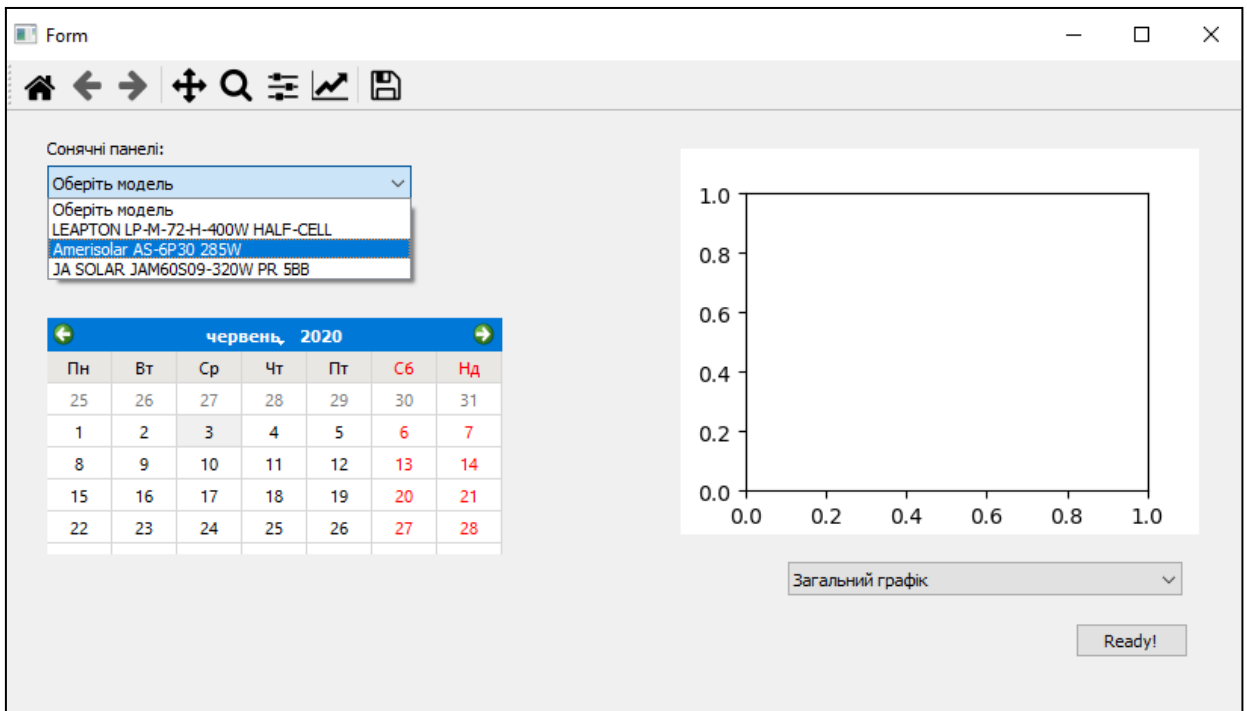 Form
Сонячні панелі:
Оберіть модель
Оберіть модель
LEAPTON LP-M-72-H-400W HALF-CELL
Amerisolar AS-6P30 285W
JA SOLAR JAM60S09-320W PR 5BB
червень, 2020
Пн Вт Ср Чт Пт Сб Нд
25 26 27 28 29 30 31
1 2 3 4 5 6 7
8 9 10 11 12 13 14
15 16 17 18 19 20 21
22 23 24 25 26 27 28
1.0
0.8
0.6
0.4
0.2
0.0
0.0 0.2 0.4 0.6 0.8 1.0
Загальний графік
Ready!